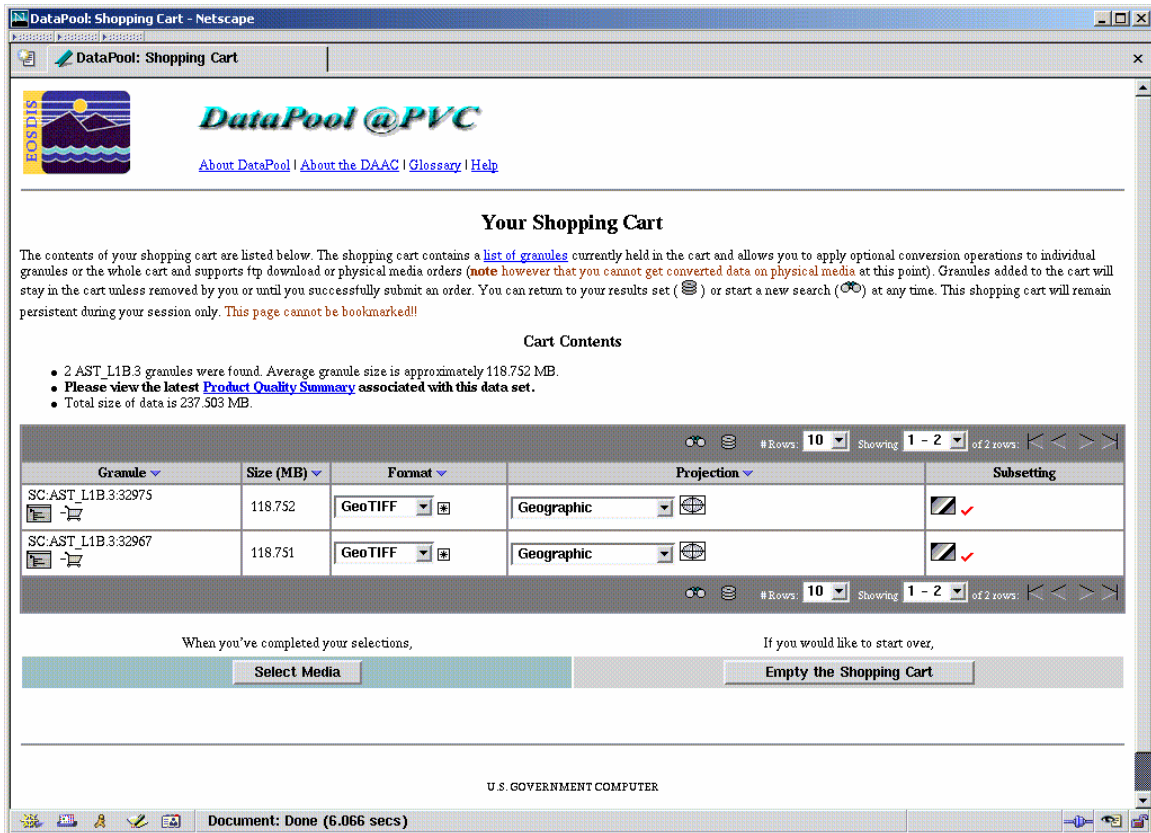 DataPool: Shopping Cart - Netscape
DataPool: Shopping Cart
EOSDIS
DataPool @PVC
About DataPool | About the DAAC | Glossary | Help
Your Shopping Cart
The contents of your shopping cart are listed below. The shopping cart contains a list of granules currently held in the cart and allows you to apply optional conversion operations to individual
granules or the whole cart and supports ftp download or physical media orders (note however that you cannot get converted data on physical media at this point). Granules added to the cart will
stay in the cart unless removed by you or until you successfully submit an order. You can return to your results set ( ) or start a new search ( ) at any time. This shopping cart will remain
persistent during your session only. This page cannot be bookmarked!!
Cart Contents
• 2 AST_L1B.3 granules were found. Average granule size is approximately 118.752 MB.
• Please view the latest Product Quality Summary associated with this data set.
• Total size of data is 237.503 MB.
# Rows: 10 Showing 1 - 2 of 2 rows:
Granule Size (MB) Format Projection Subsetting
SC:AST_L1B.3:32975 118.752 GeoTIFF Geographic
SC:AST_L1B.3:32967 118.751 GeoTIFF Geographic
# Rows: 10 Showing 1 - 2 of 2 rows:
When you've completed your selections, If you would like to start over,
Select Media Empty the Shopping Cart
U.S. GOVERNMENT COMPUTER
Document: Done (6.066 secs)